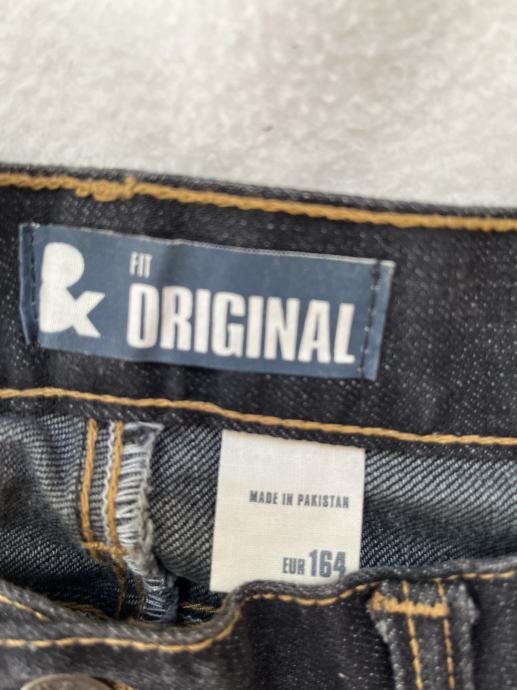 &
FIT
ORIGINAL
MADE IN PAKISTAN
EUR 164